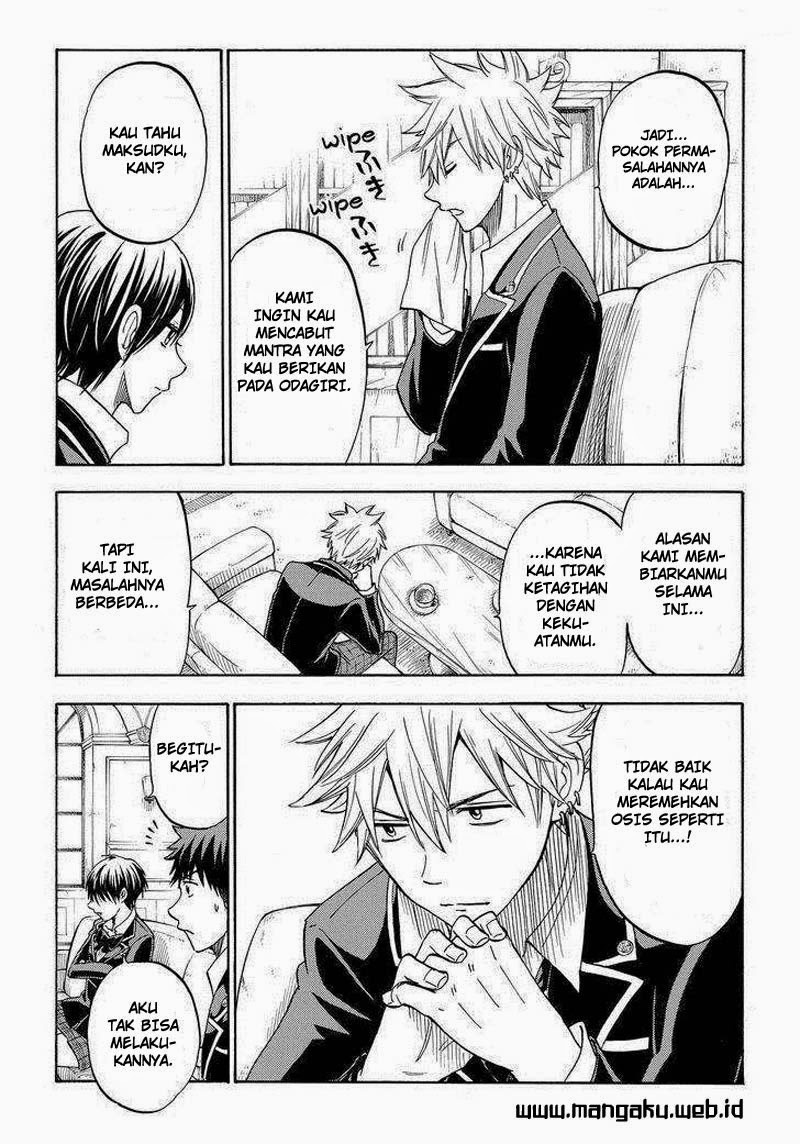 JADI...
POKOK PERMA-
SALAHANNYA
ADALAH...
wipe
ふき
wipe
ふき
KAMI
INGIN KAU
MENCABUT
MANTRA YANG
KAU BERIKAN
PADA ODAGIRI.
KAU TAHU
MAKSUDKU,
KAN?
ALASAN
KAMI MEM-
BIARKANMU
SELAMA
INI...
...KARENA
KAU TIDAK
KETAGIHAN
DENGAN
KEKU-
ATANMU.
TAPI
KALI INI,
MASALAHNYA
BERBEDA...
TIDAK BAIK
KALAU KAU
MEREMEHKAN
OSIS SEPERTI
ITU...!
BEGITU-
KAH?
AKU
TAK BISA
MELAKU-
KANNYA.
www.mangaku.web.id